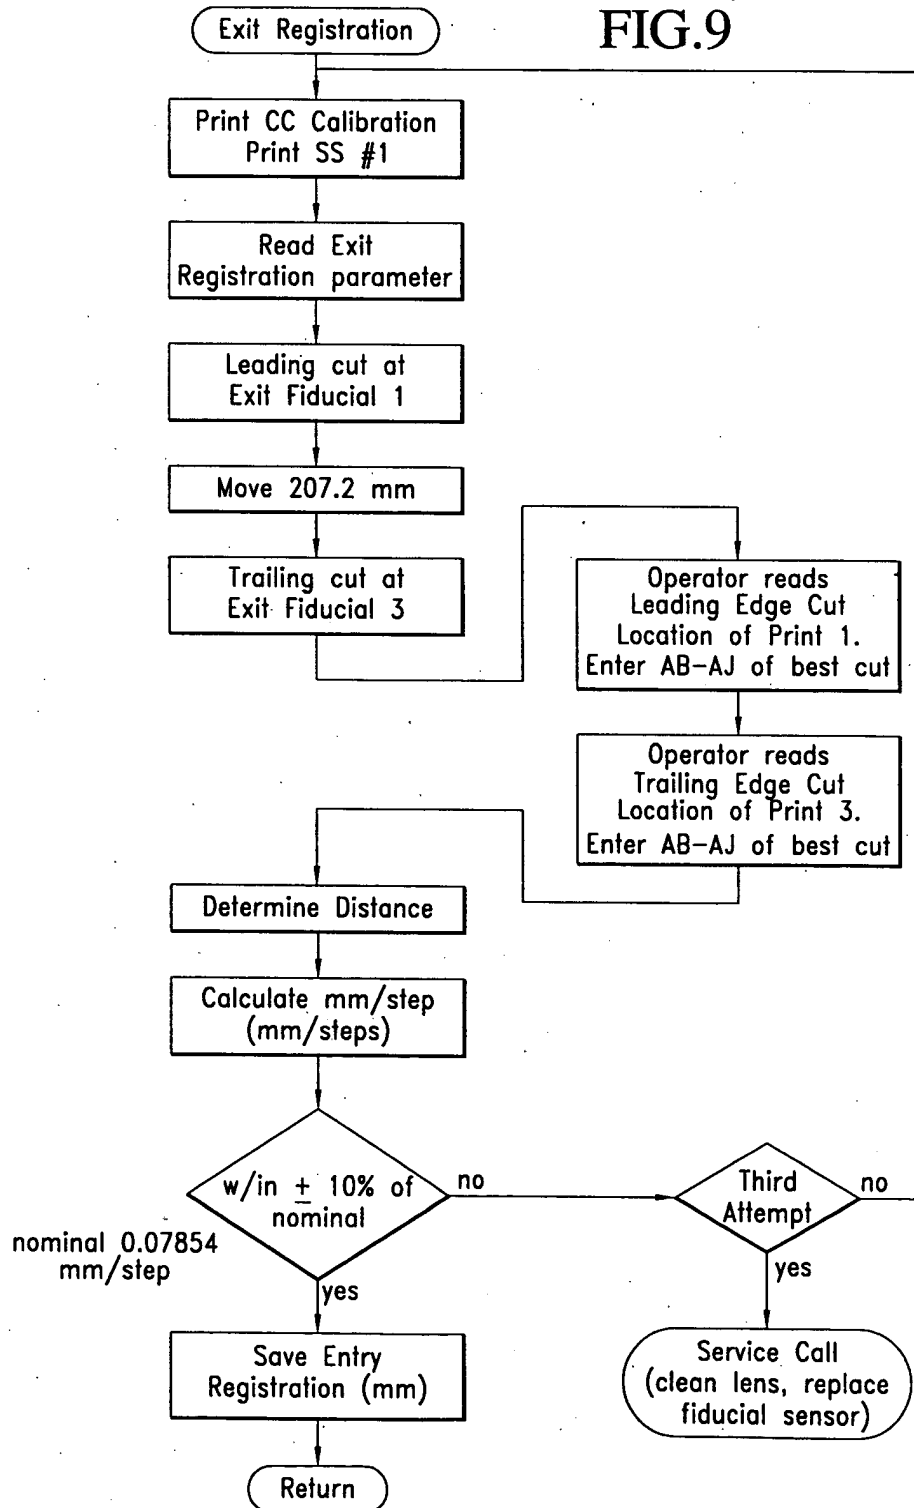 Exit Registration
FIG.9
Print CC Calibration
Print SS #1
Read Exit
Registration parameter
Leading cut at
Exit Fiducial 1
Move 207.2 mm
Trailing cut at
Exit Fiducial 3
Operator reads
Leading Edge Cut
Location of Print 1.
Enter AB-AJ of best cut
Operator reads
Trailing Edge Cut
Location of Print 3.
Enter AB-AJ of best cut
Determine Distance
Calculate mm/step
(mm/steps)
w/in ± 10% of
nominal
no
nominal 0.07854
mm/step
yes
Third
Attempt
no
yes
Save Entry
Registration (mm)
Service Call
(clean lens, replace
fiducial sensor)
Return